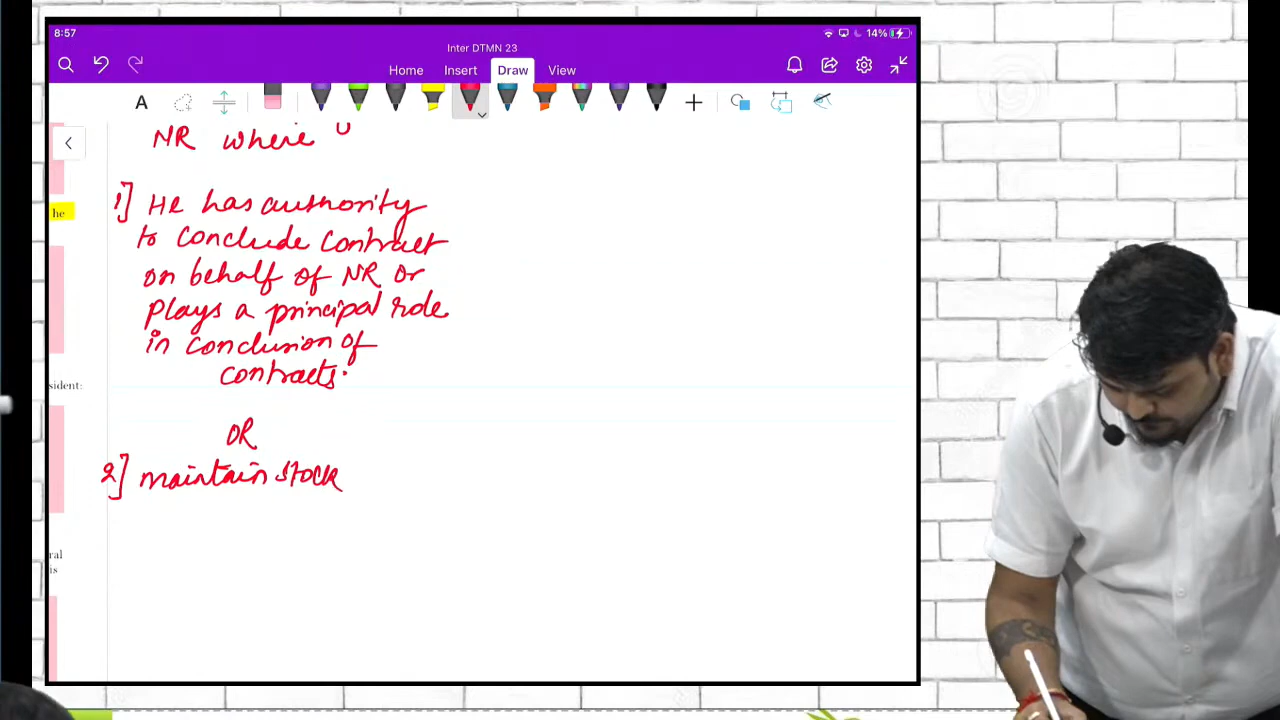 8:57
14%
Inter DTMN 23
Home Insert Draw View
A
NR where
he
1] He has authority
to conclude contract
on behalf of NR or
plays a principal role
in conclusion of
contracts.
sident:
OR
2] maintain stock
ral
is